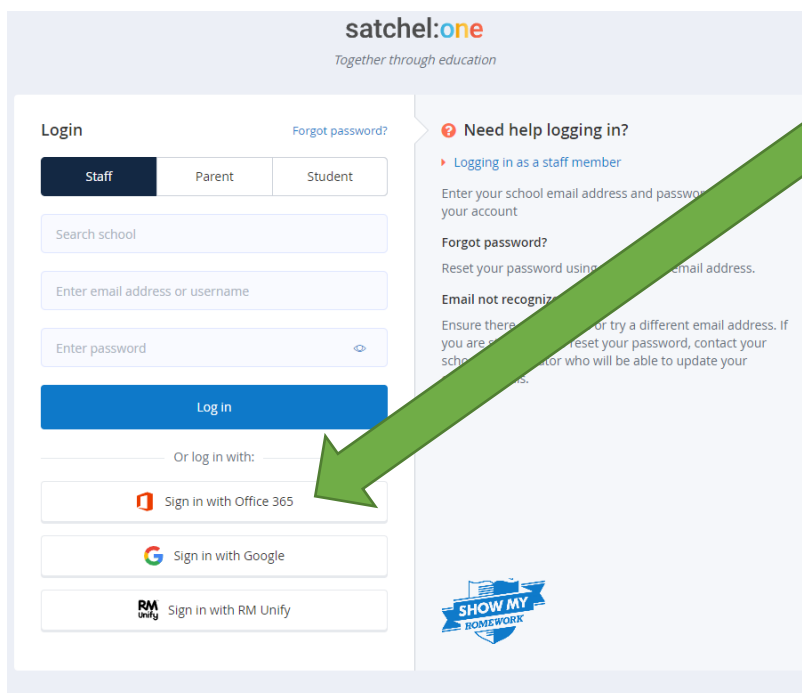 satchel:one
Together through education
Login
Forgot password?
Staff
Parent
Student
Search school
Enter email address or username
Enter password
Log in
Or log in with:
Sign in with Office 365
Sign in with Google
RM
Unify
Sign in with RM Unify
Need help logging in?
Logging in as a staff member
Enter your school email address and passwo
your account
Forgot password?
Reset your password using email address.
Email not recogniz
Ensure there or try a different email address. If
you are reset your password, contact your
who will be able to update your
SHOW MY
HOMEWORK